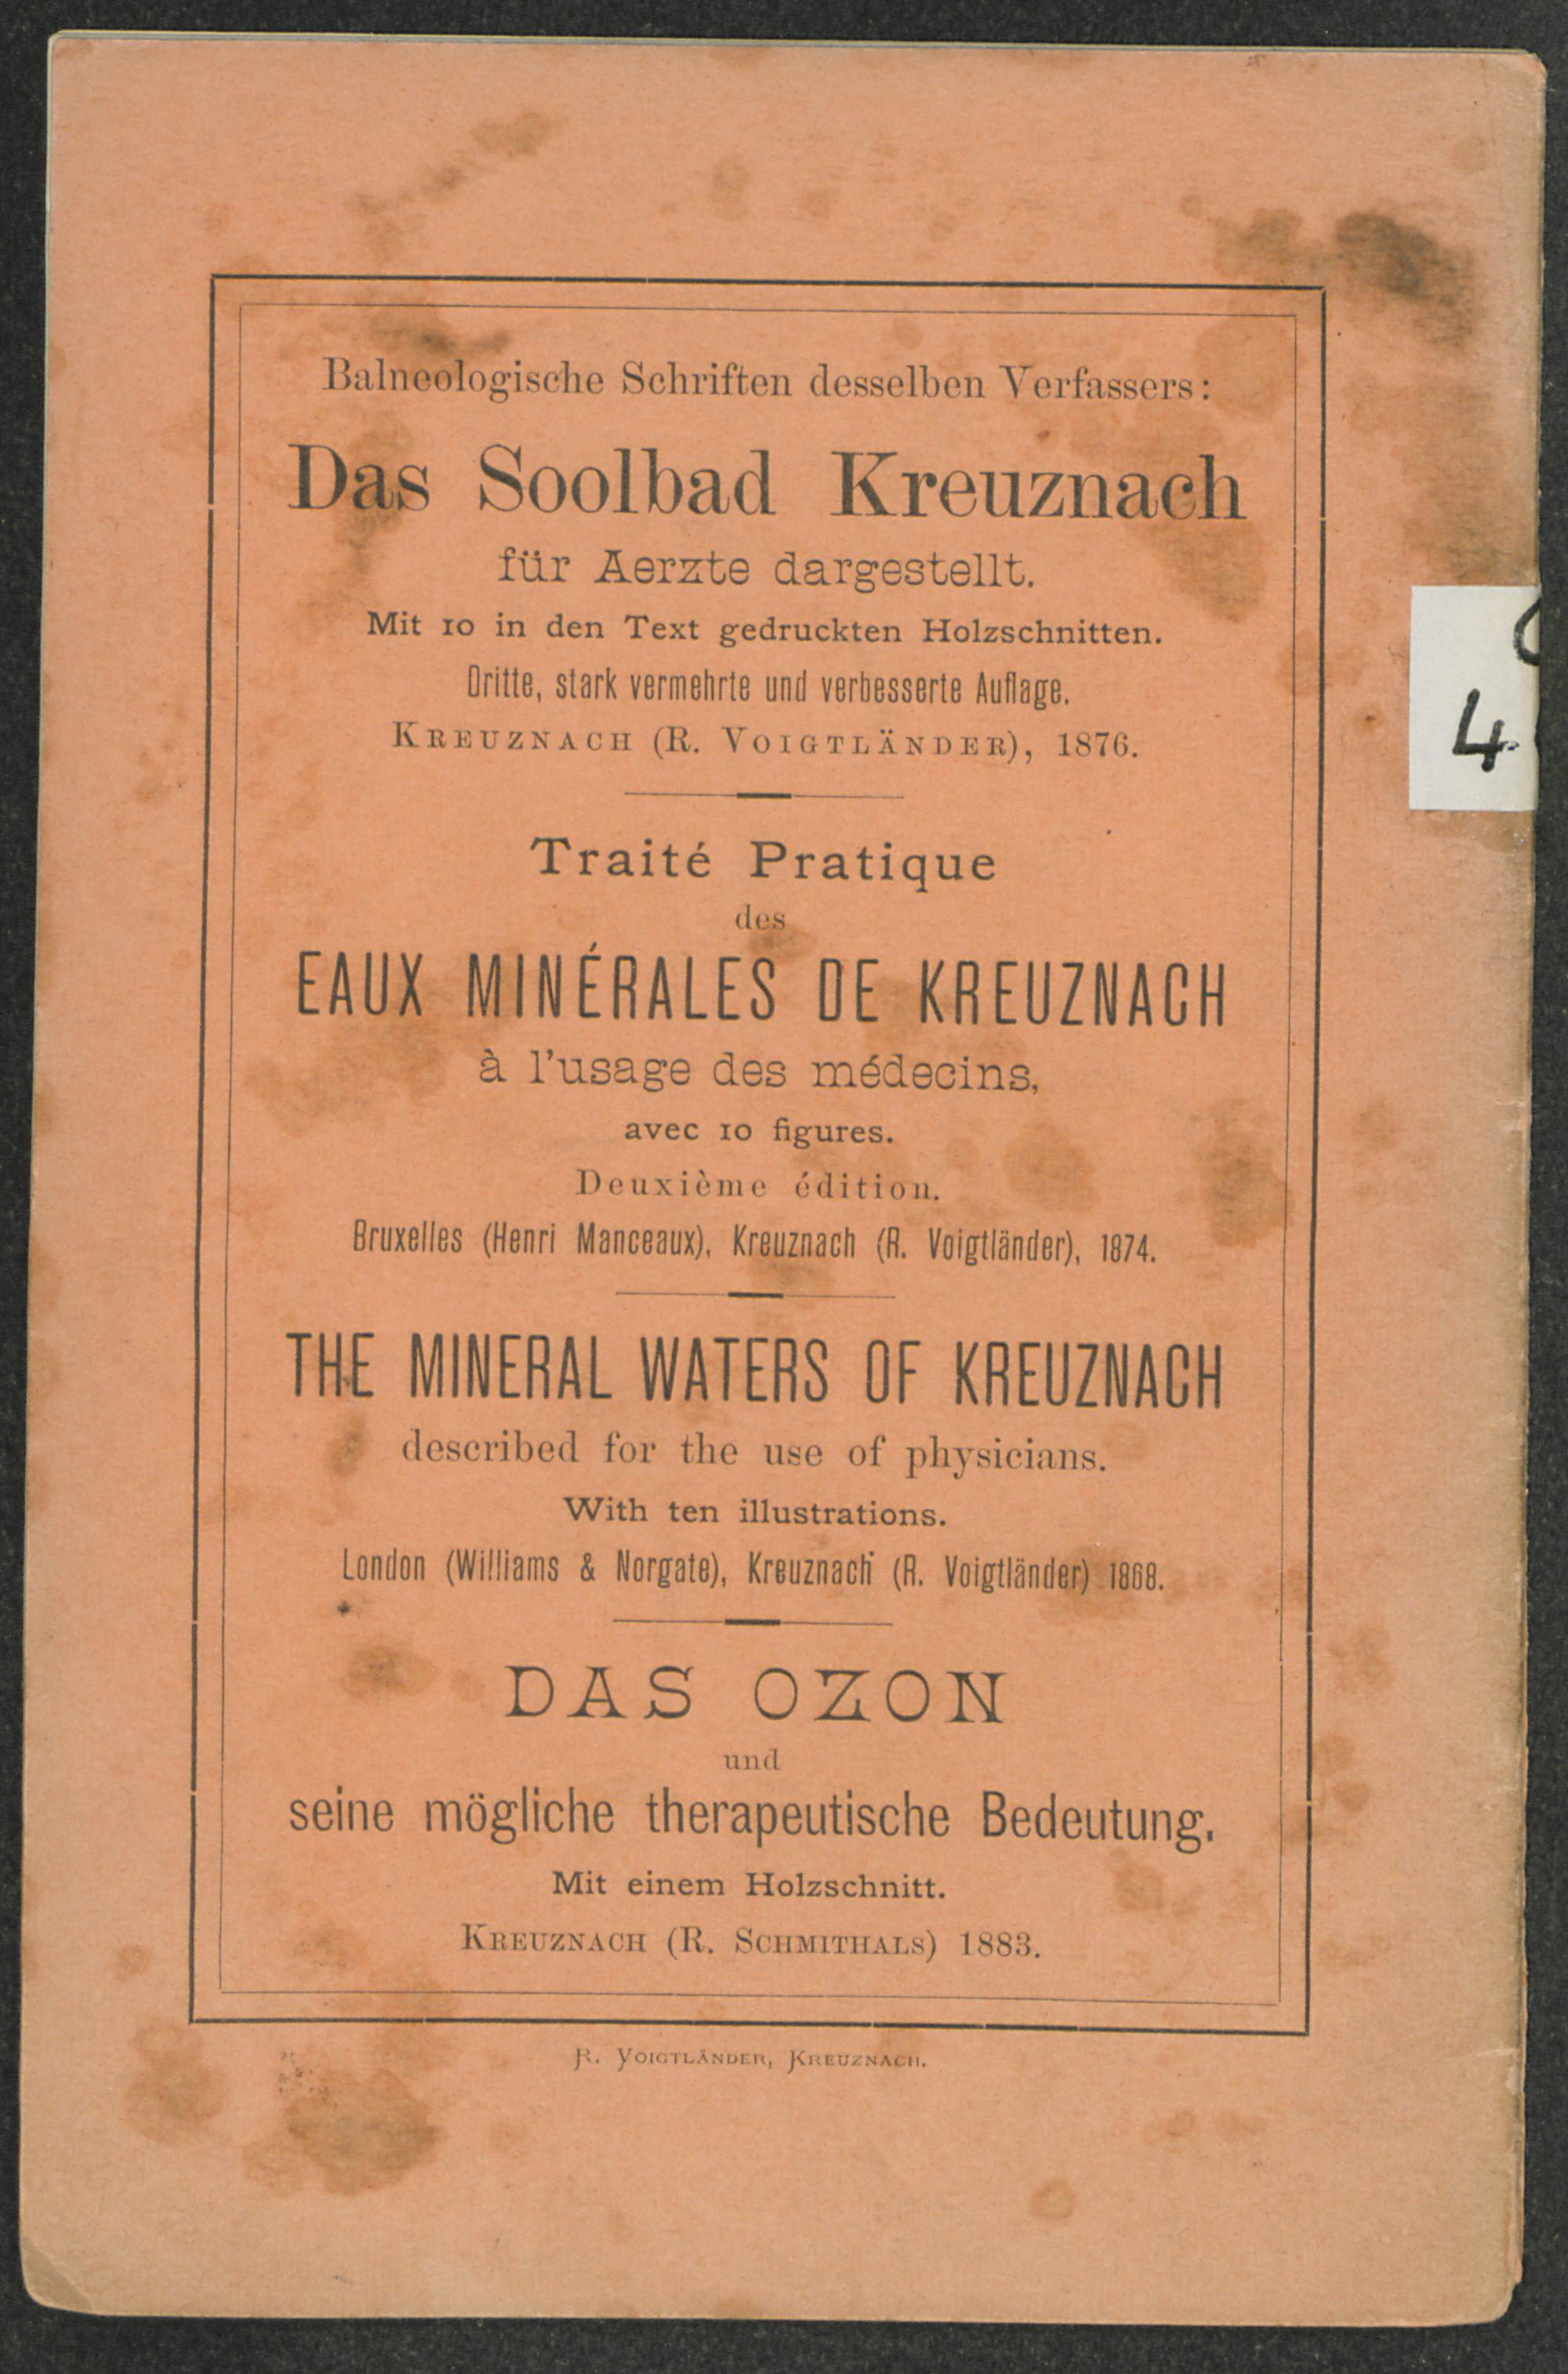 Balneologische Schriften desselben Verfassers:
Das Soolbad Kreuznach
für Aerzte dargestellt.
Mit 10 in den Text gedruckten Holzschnitten.
Dritte, stark vermehrte und verbesserte Auflage.
KREUZNACH (R. VOIGTLÄNDER), 1876.
Traité Pratique
des
EAUX MINÉRALES DE KREUZNACH
à l'usage des médecins,
avec 10 figures.
Deuxième édition.
Bruxelles (Henri Manceaux), Kreuznach (R. Voigtländer), 1874.
THE MINERAL WATERS OF KREUZNACH
described for the use of physicians.
With ten illustrations.
London (Williams & Norgate), Kreuznach (R. Voigtländer) 1868.
DAS OZON
und
seine mögliche therapeutische Bedeutung.
Mit einem Holzschnitt.
KREUZNACH (R. SCHMITHALS) 1883.
R. VOIGTLÄNDER, KREUZNACH.
4